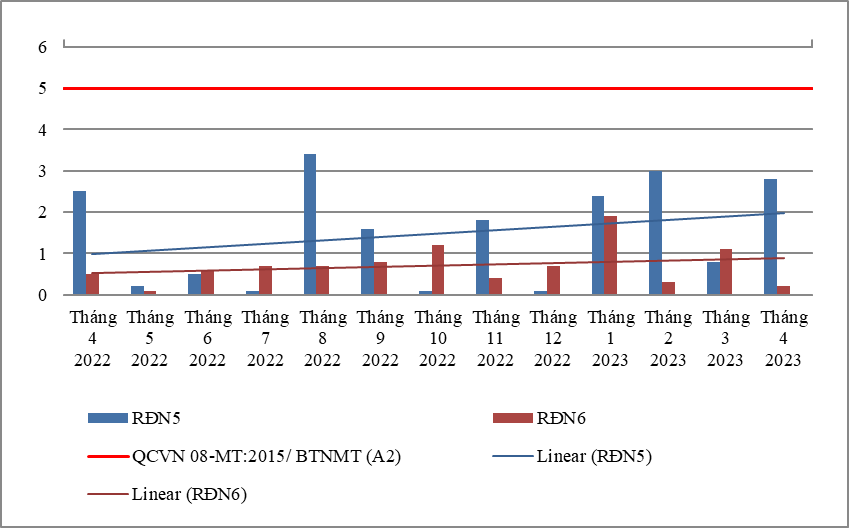 6
5
4
3
2
1
0
Tháng Tháng Tháng Tháng Tháng Tháng Tháng Tháng Tháng Tháng Tháng Tháng Tháng
4 5 6 7 8 9 10 11 12 1 2 3 4
2022 2022 2022 2022 2022 2022 2022 2022 2022 2023 2023 2023 2023
RĐN5 RĐN6
QCVN 08-MT:2015/ BTNMT (A2) Linear (RĐN5)
Linear (RĐN6)